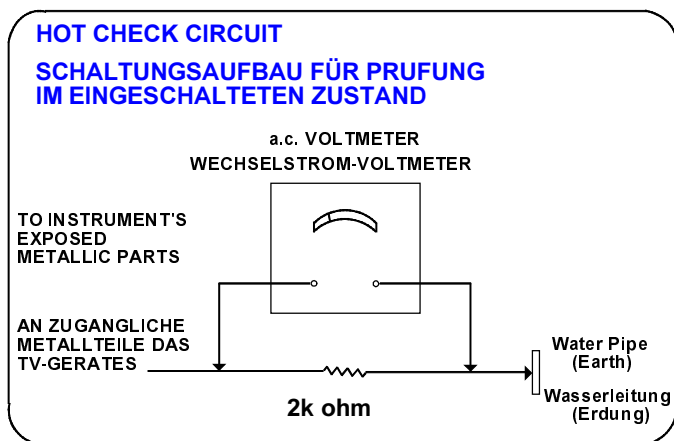 HOT CHECK CIRCUIT
SCHALTUNGSAUFBAU FÜR PRUFUNG
IM EINGESCHALTETEN ZUSTAND
a.c. VOLTMETER
WECHSELSTROM-VOLTMETER
TO INSTRUMENT'S
EXPOSED
METALLIC PARTS
AN ZUGANGLICHE
METALLTEILE DAS
TV-GERATES
2k ohm
Water Pipe
(Earth)
Wasserleitung
(Erdung)